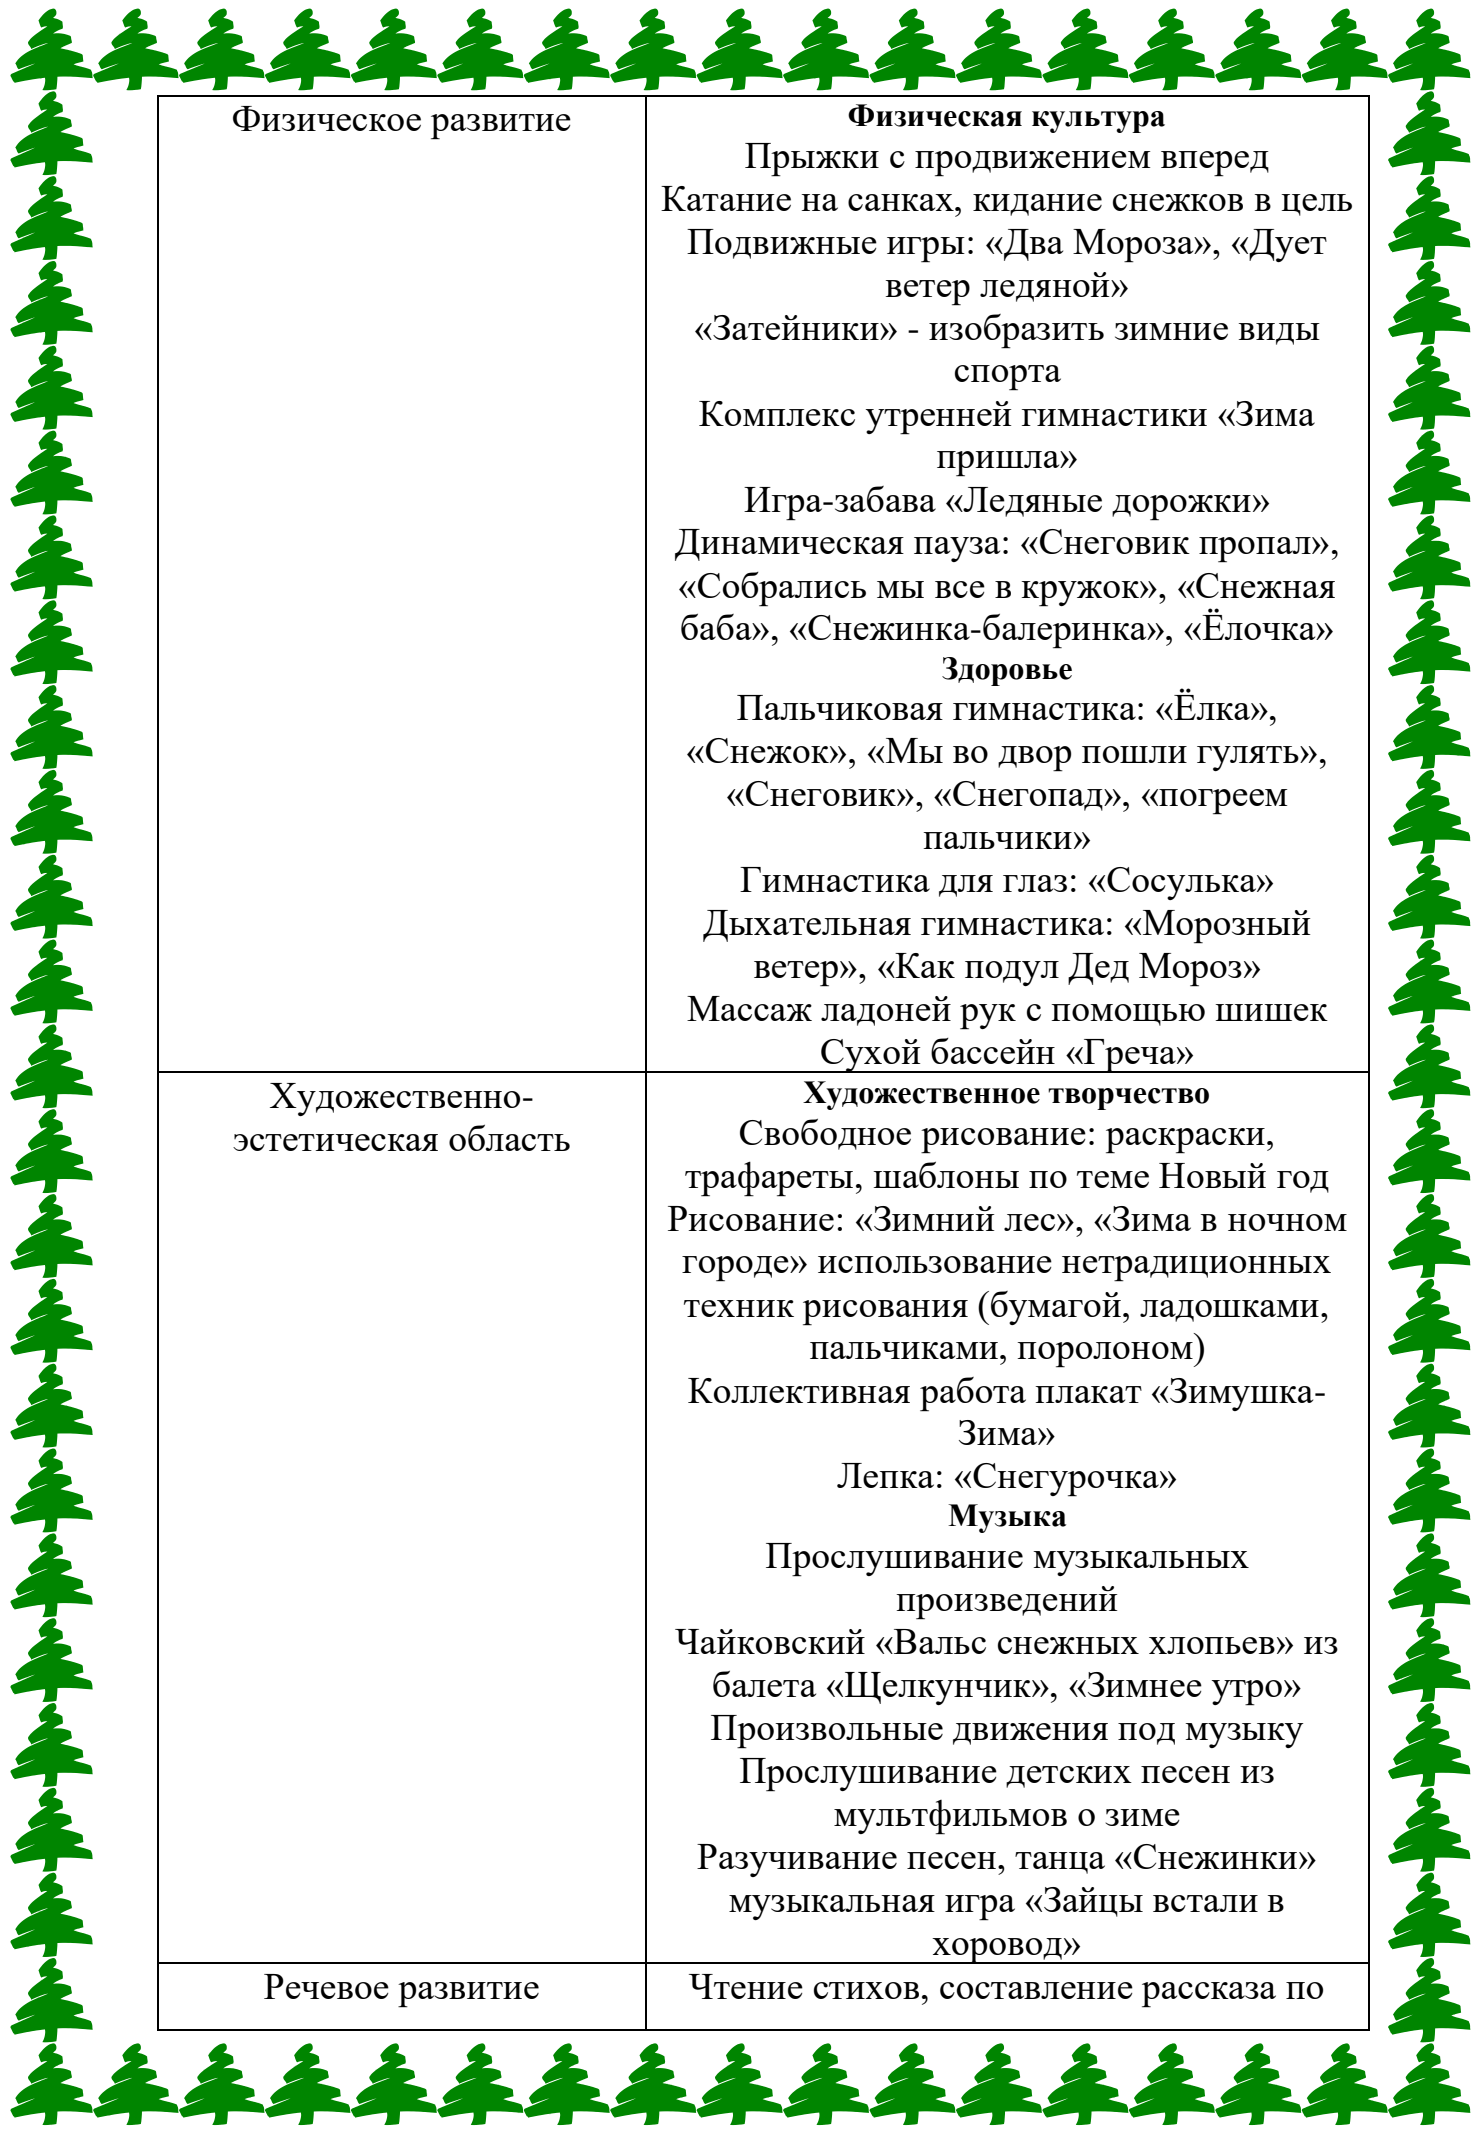 Физическое развитие
Физическая культура
Прыжки с продвижением вперед
Катание на санках, кидание снежков в цель
Подвижные игры: «Два Мороза», «Дует
ветер ледяной»
«Затейники» - изобразить зимние виды
спорта
Комплекс утренней гимнастики «Зима
пришла»
Игра-забава «Ледяные дорожки»
Динамическая пауза: «Снеговик пропал»,
«Собрались мы все в кружок», «Снежная
баба», «Снежинка-балеринка», «Ёлочка»
Здоровье
Пальчиковая гимнастика: «Ёлка»,
«Снежок», «Мы во двор пошли гулять»,
«Снеговик», «Снегопад», «погреем
пальчики»
Гимнастика для глаз: «Сосулька»
Дыхательная гимнастика: «Морозный
ветер», «Как подул Дед Мороз»
Массаж ладоней рук с помощью шишек
Сухой бассейн «Греча»
Художественно-
эстетическая область
Художественное творчество
Свободное рисование: раскраски,
трафареты, шаблоны по теме Новый год
Рисование: «Зимний лес», «Зима в ночном
городе» использование нетрадиционных
техник рисования (бумагой, ладошками,
пальчиками, поролоном)
Коллективная работа плакат «Зимушка-
Зима»
Лепка: «Снегурочка»
Музыка
Прослушивание музыкальных
произведений
Чайковский «Вальс снежных хлопьев» из
балета «Щелкунчик», «Зимнее утро»
Произвольные движения под музыку
Прослушивание детских песен из
мультфильмов о зиме
Разучивание песен, танца «Снежинки»
музыкальная игра «Зайцы встали в
хоровод»
Речевое развитие
Чтение стихов, составление рассказа по